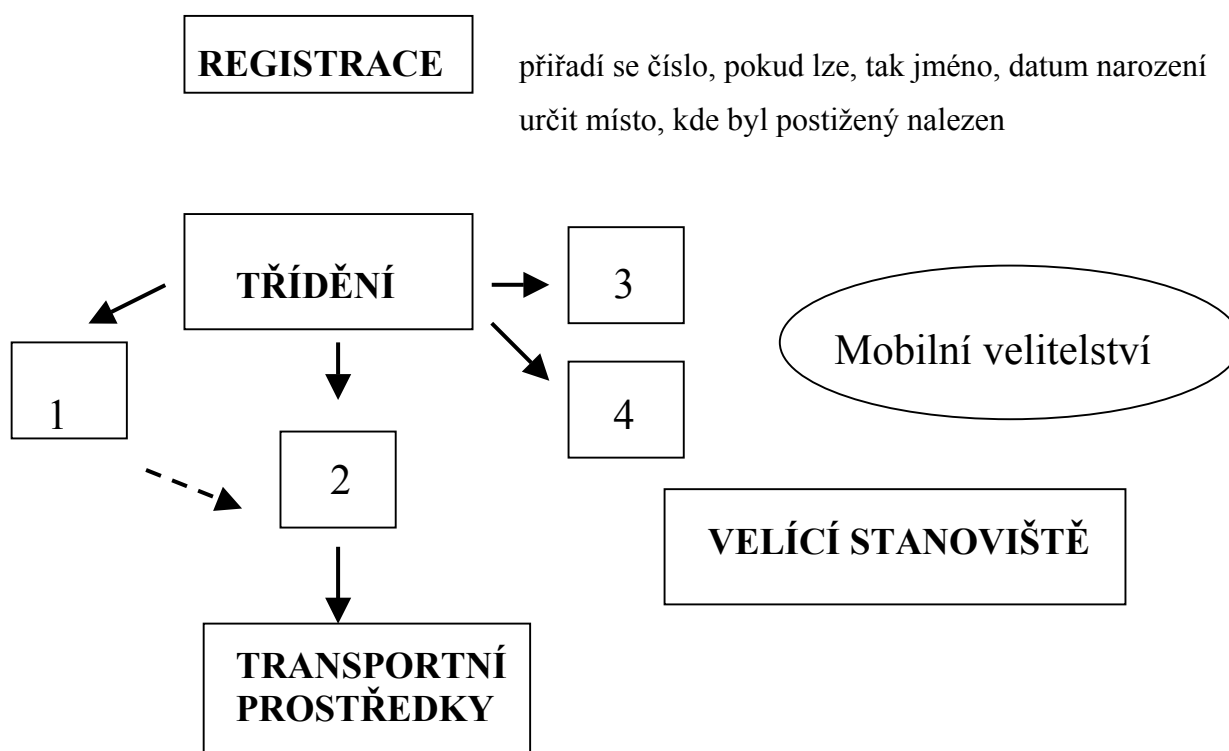 REGISTRACE
přiřadí se číslo, pokud lze, tak jméno, datum narození
určit místo, kde byl postižený nalezen
TŘÍDĚNÍ
3
Mobilní velitelství
1
4
2
VELÍCÍ STANOVIŠTĚ
TRANSPORTNÍ
PROSTŘEDKY